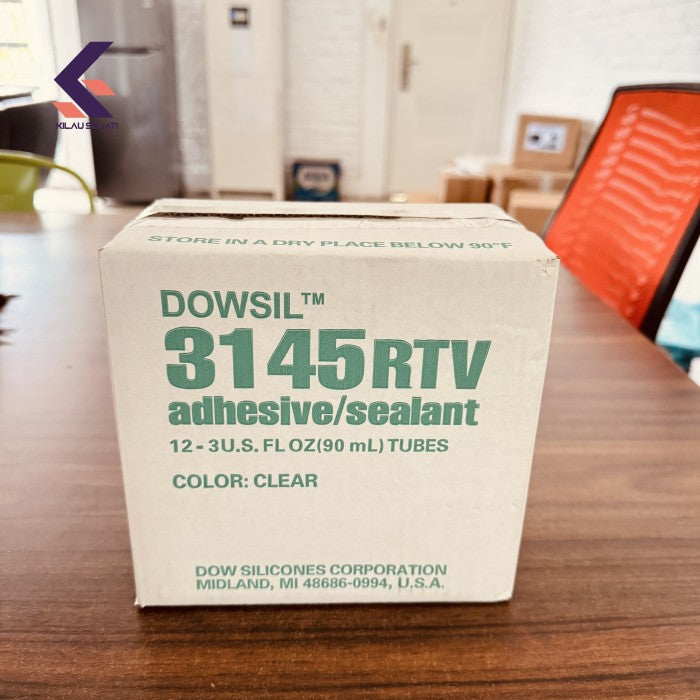 STORE IN A DRY PLACE BELOW 90°F
DOWSIL™
3145RTV
adhesive/sealant
12 - 3U.S. FL OZ(90 mL) TUBES
COLOR: CLEAR
DOW SILICONES CORPORATION
MIDLAND, MI 48686-0994, U.S.A.
KILAU